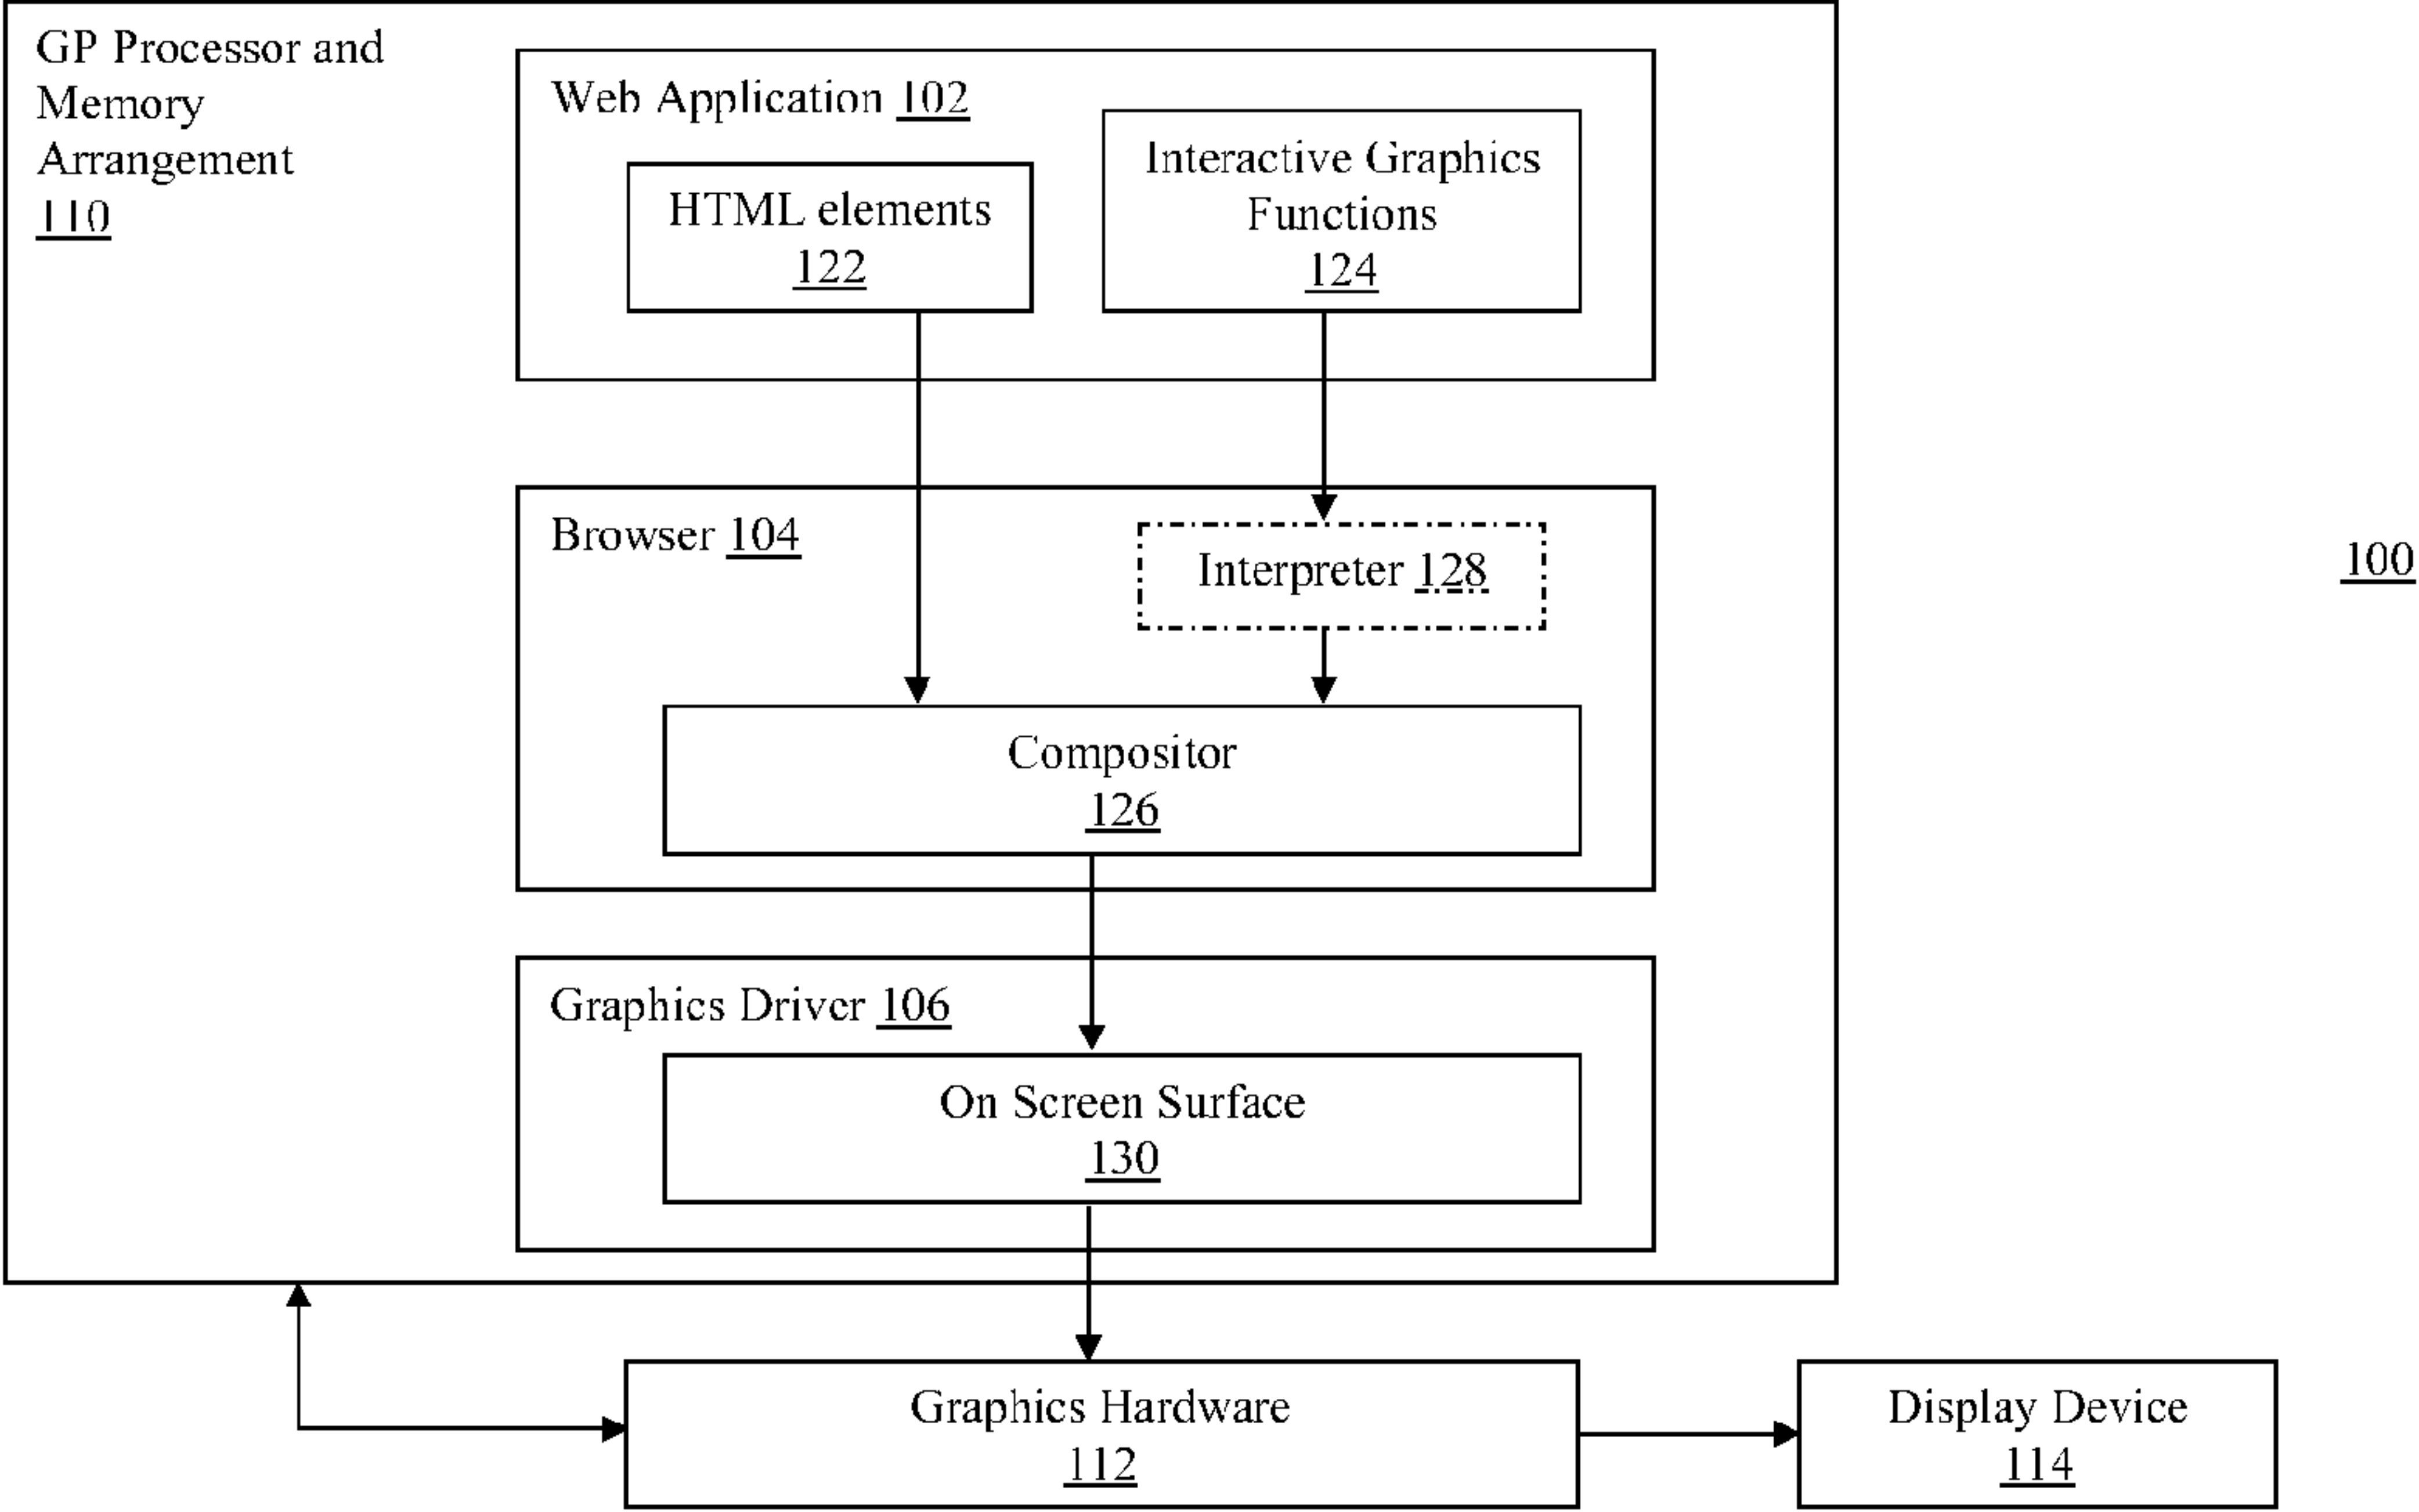 GP Processor and
Memory
Arrangement
110
Web Application 102
HTML elements
122
Interactive Graphics
Functions
124
Browser 104
Interpreter 128
Compositor
126
100
Graphics Driver 106
On Screen Surface
130
Graphics Hardware
112
Display Device
114